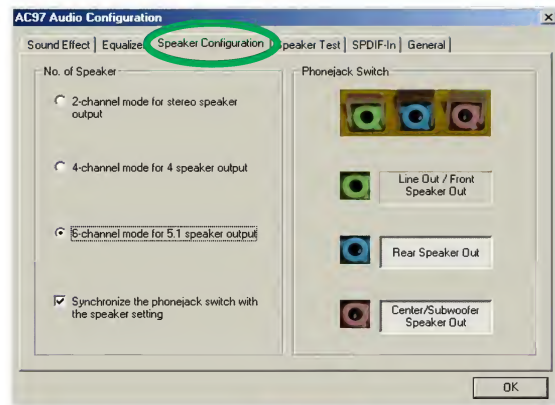 AC97 Audio Configuration
Sound Effect
Equalize
Speaker Configuration
peaker Test
SPDIF-In
General
No. of Speaker
2-channel mode for stereo speaker
output
4-channel mode for 4 speaker output
6-channel mode for 5.1 speaker output
Synchronize the phonejack switch with
the speaker setting
Phonejack Switch
Line Out / Front
Speaker Out
Rear Speaker Out
Center/Subwoofer
Speaker Out
OK